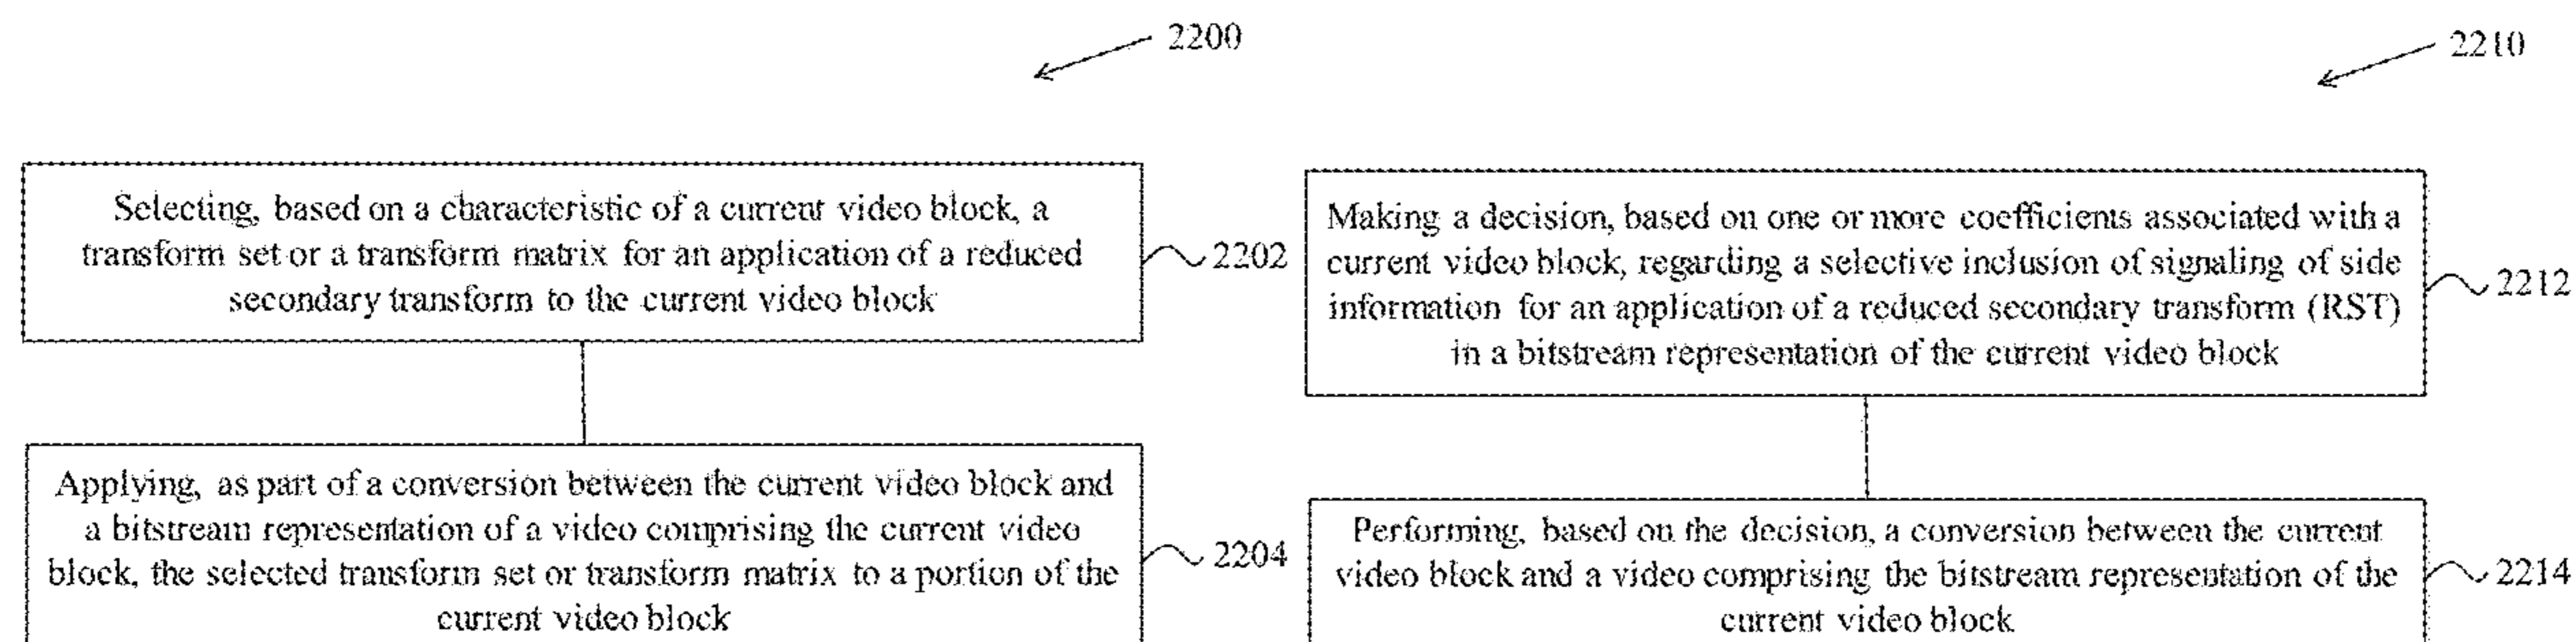 2200
Selecting, based on a characteristic of a current video block, a
transform set or a transform matrix for an application of a reduced
secondary transform to the current video block
2202
Applying, as part of a conversion between the current video block and
a bitstream representation of a video comprising the current video
block, the selected transform set or transform matrix to a portion of the
current video block
2204
2210
Making a decision, based on one or more coefficients associated with a
current video block, regarding a selective inclusion of signaling of side
information for an application of a reduced secondary transform (RST)
in a bitstream representation of the current video block
2212
Performing, based on the decision, a conversion between the current
video block and a video comprising the bitstream representation of the
current video block
2214